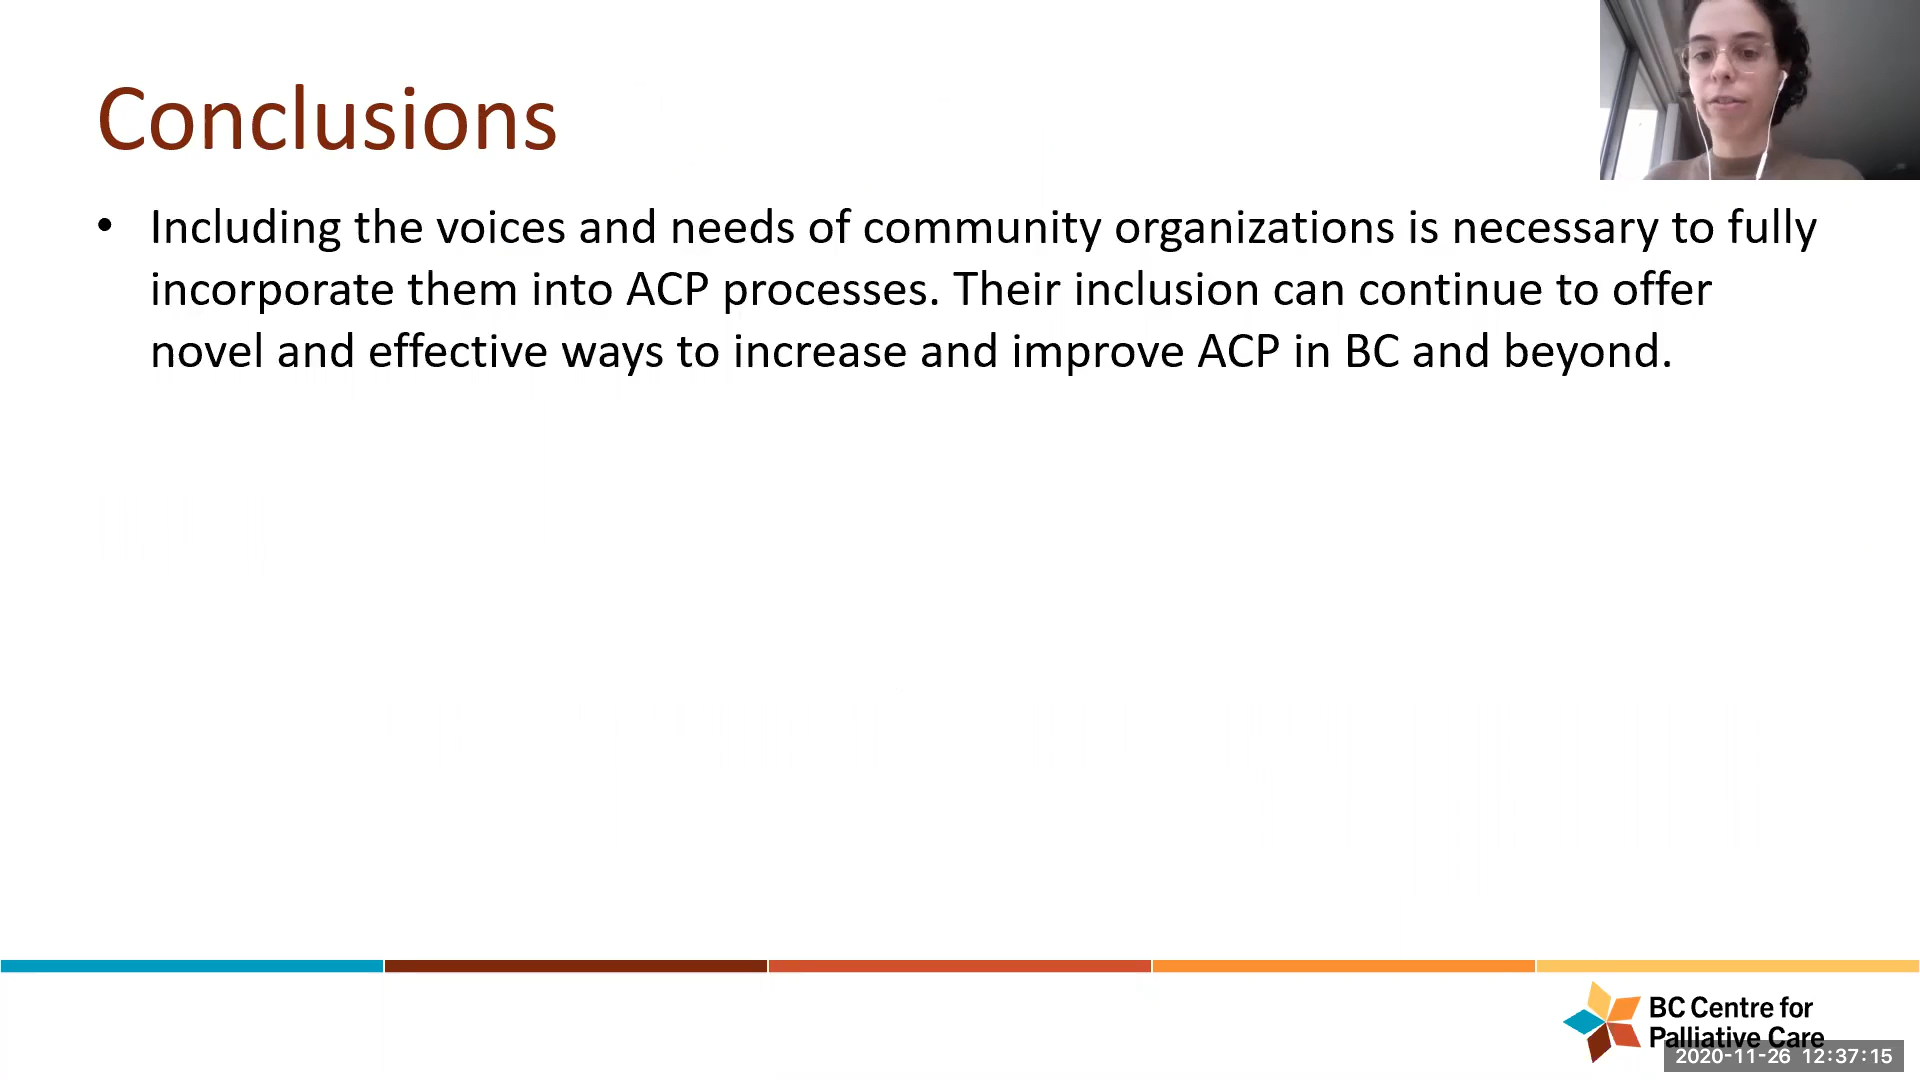 Conclusions
• Including the voices and needs of community organizations is necessary to fully
incorporate them into ACP processes. Their inclusion can continue to offer
novel and effective ways to increase and improve ACP in BC and beyond.
BC Centre for
Palliative Care
2020-11-26 12:37:15